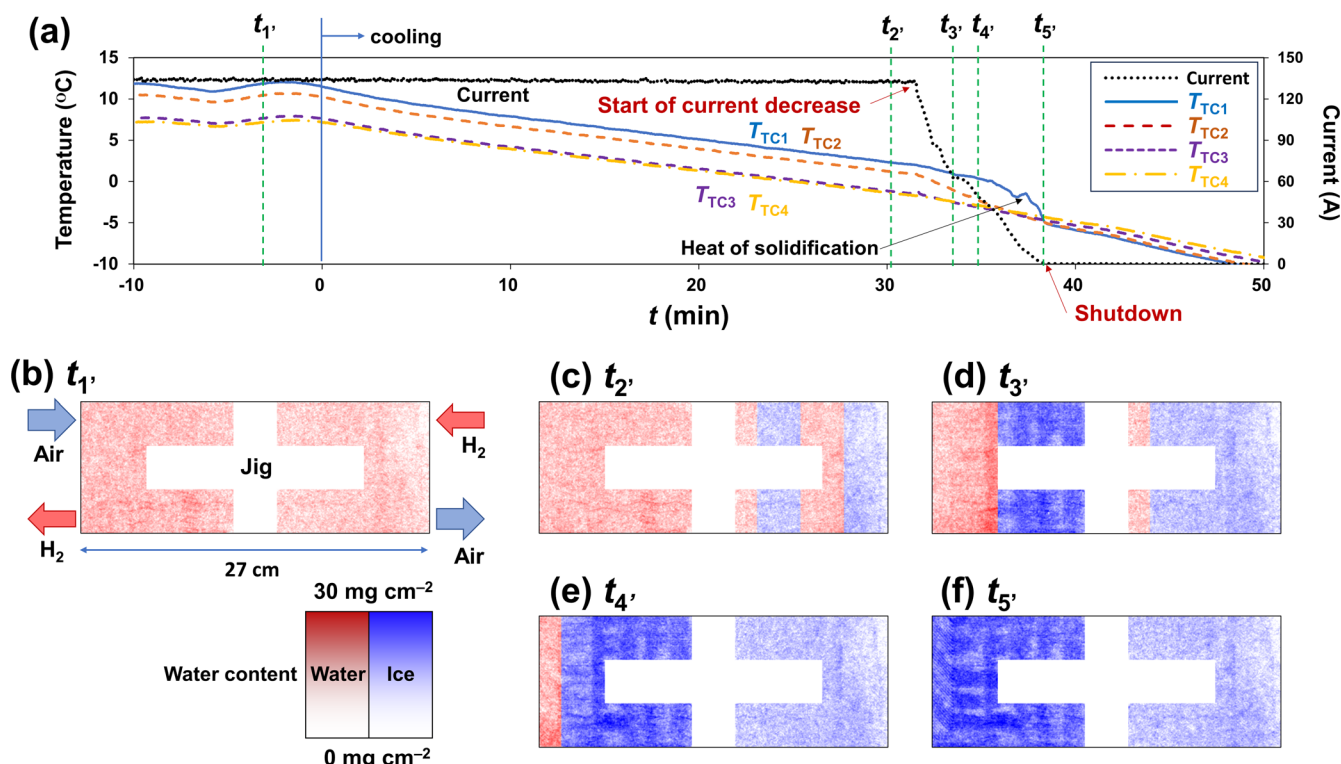 (a)
t1’
t2’
t3’
t4’
t5’
cooling
15
10
5
0
-5
-10
Temperature (ºC)
150
120
90
60
30
0
Current (A)
Current
Start of current decrease
TTC1
TTC2
TTC3
TTC4
Heat of solidification
Current
TTC1
TTC2
TTC3
TTC4
-10
0
10
20
30
40
50
t (min)
Shutdown
(b) t1’
Air
H2
Jig
H2
Air
27 cm
30 mg cm–2
Water content
Water
Ice
0 mg cm–2
(c) t2’
(d) t3’
(e) t4’
(f) t5’